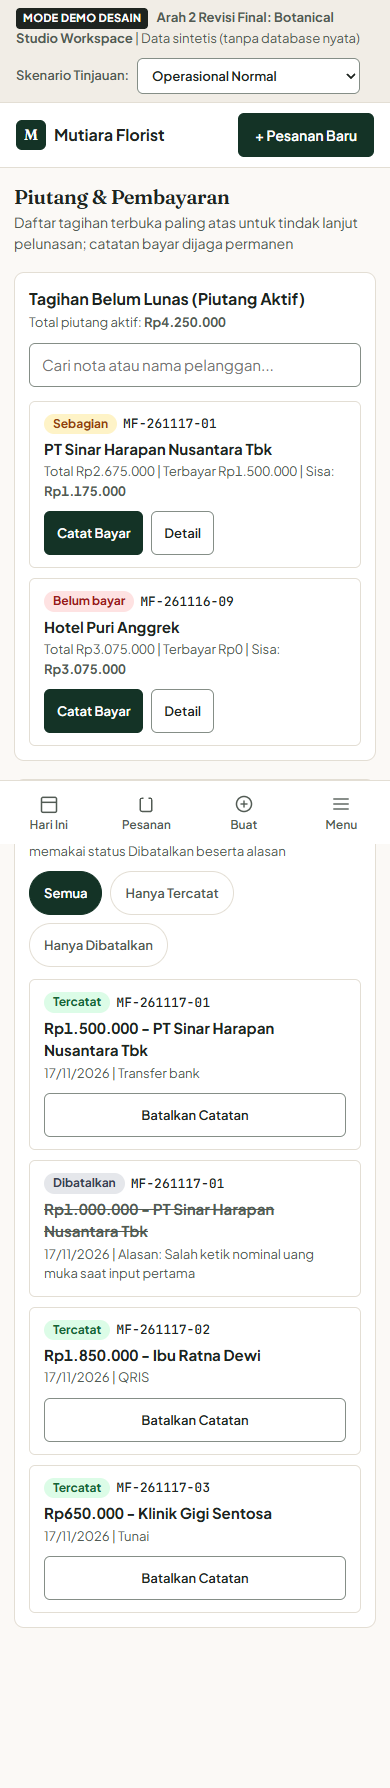 MODE DEMO DESAIN Arah 2 Revisi Final: Botanical
Studio Workspace | Data sintetis (tanpa database nyata)
Skenario Tinjauan: Operasional Normal
M Mutiara Florist + Pesanan Baru
Piutang & Pembayaran
Daftar tagihan terbuka paling atas untuk tindak lanjut
pelunasan; catatan bayar dijaga permanen
Tagihan Belum Lunas (Piutang Aktif)
Total piutang aktif: Rp4.250.000
Cari nota atau nama pelanggan...
Sebagian MF-261117-01
PT Sinar Harapan Nusantara Tbk
Total Rp2.675.000 | Terbayar Rp1.500.000 | Sisa:
Rp1.175.000
Catat Bayar Detail
Belum bayar MF-261116-09
Hotel Puri Anggrek
Total Rp3.075.000 | Terbayar Rp0 | Sisa:
Rp3.075.000
Catat Bayar Detail
Hari Ini Pesanan Buat Menu
memakai status Dibatalkan beserta alasan
Semua Hanya Tercatat
Hanya Dibatalkan
Tercatat MF-261117-01
Rp1.500.000 - PT Sinar Harapan
Nusantara Tbk
17/11/2026 | Transfer bank
Batalkan Catatan
Dibatalkan MF-261117-01
Rp1.000.000 - PT Sinar Harapan
Nusantara Tbk
17/11/2026 | Alasan: Salah ketik nominal uang
muka saat input pertama
Tercatat MF-261117-02
Rp1.850.000 - Ibu Ratna Dewi
17/11/2026 | QRIS
Batalkan Catatan
Tercatat MF-261117-03
Rp650.000 - Klinik Gigi Sentosa
17/11/2026 | Tunai
Batalkan Catatan